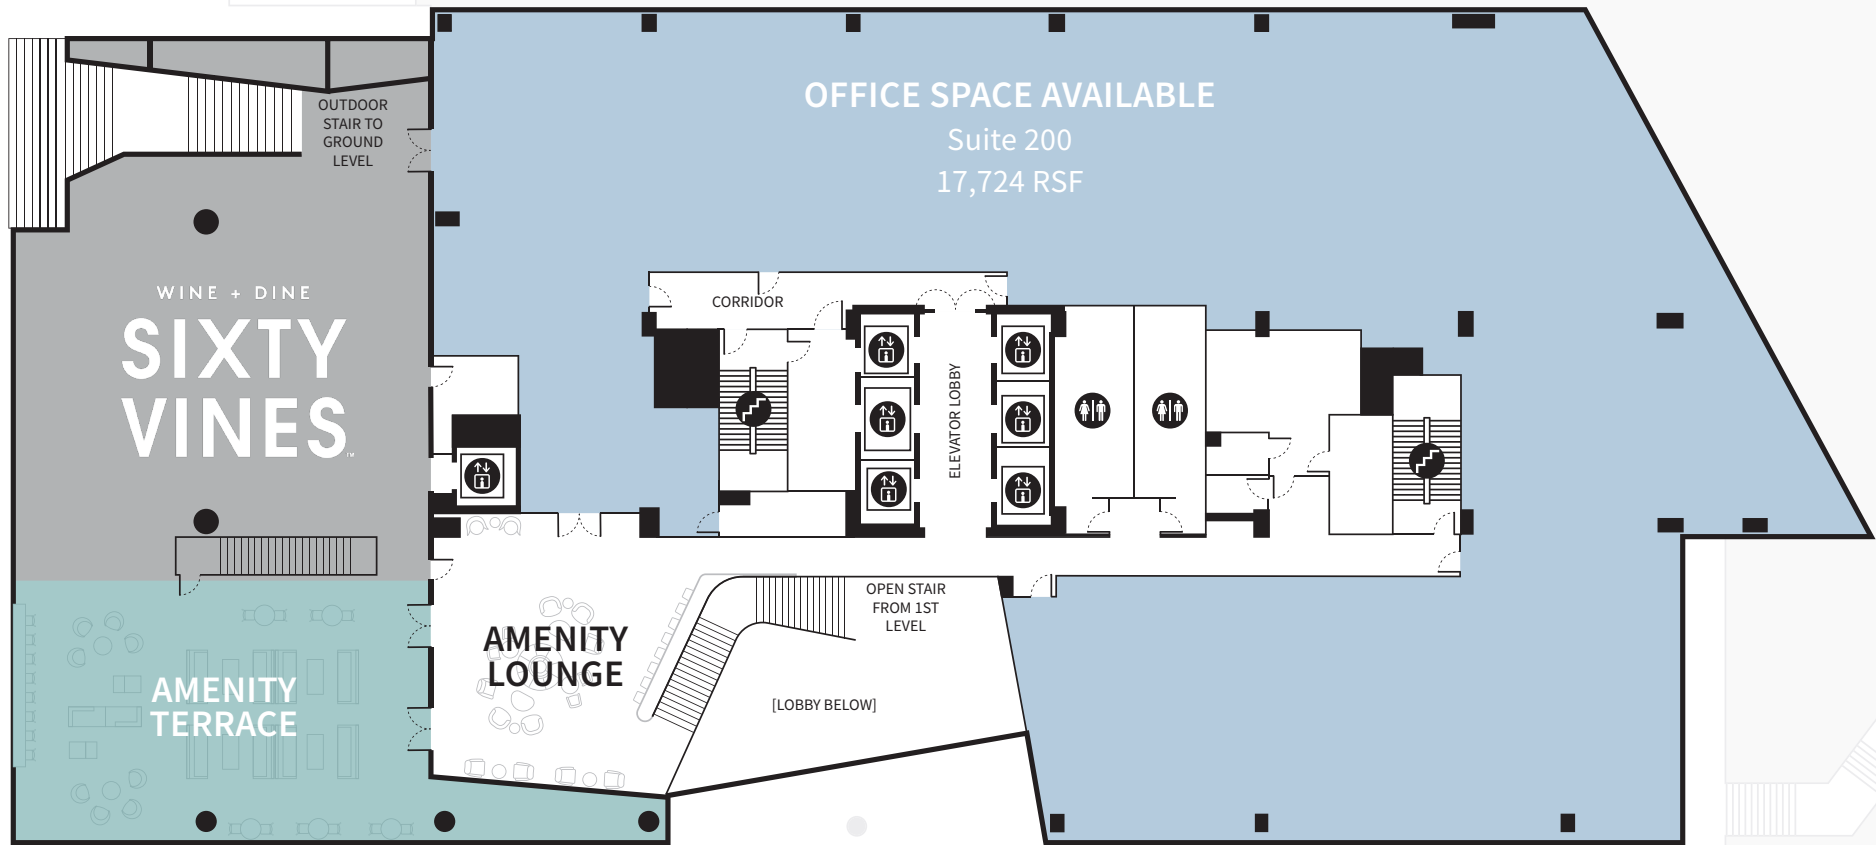 OFFICE SPACE AVAILABLE
Suite 200
17,724 RSF
OUTDOOR
STAIR TO
GROUND
LEVEL
WINE + DINE
SIXTY
VINES™
CORRIDOR
ELEVATOR LOBBY
OPEN STAIR
FROM 1ST
LEVEL
AMENITY
LOUNGE
[LOBBY BELOW]
AMENITY
TERRACE